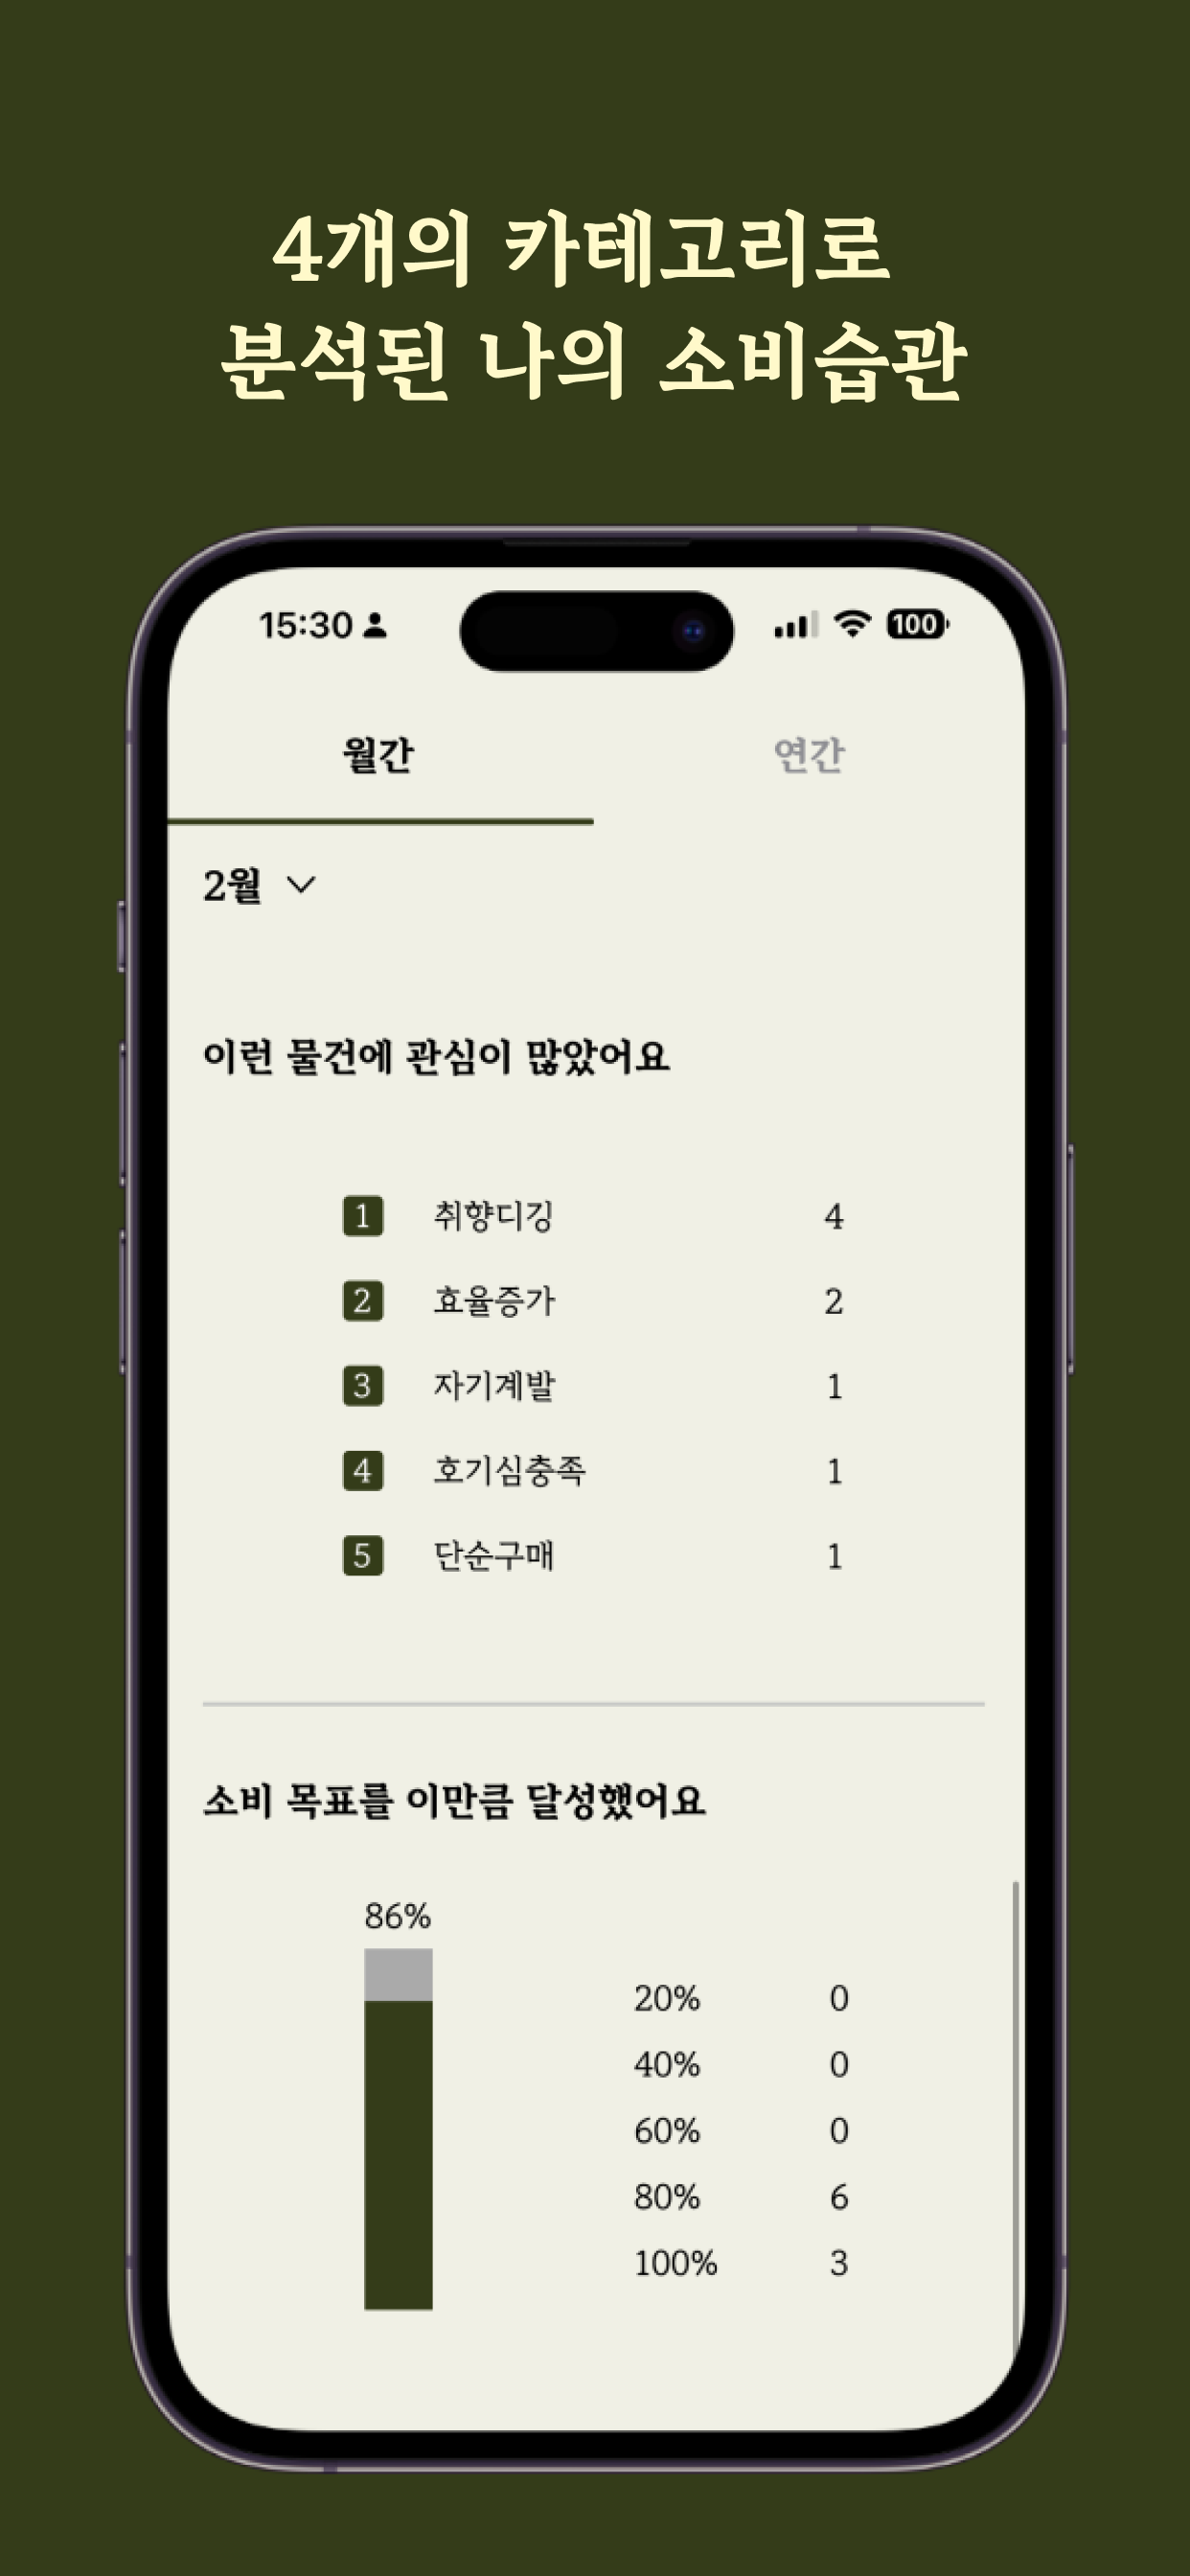 4개의 카테고리로
분석된 나의 소비습관
15:30 100
월간 연간
2월
이런 물건에 관심이 많았어요
1 취향디깅 4
2 효율증가 2
3 자기계발 1
4 호기심충족 1
5 단순구매 1
소비 목표를 이만큼 달성했어요
86%
20% 0
40% 0
60% 0
80% 6
100% 3